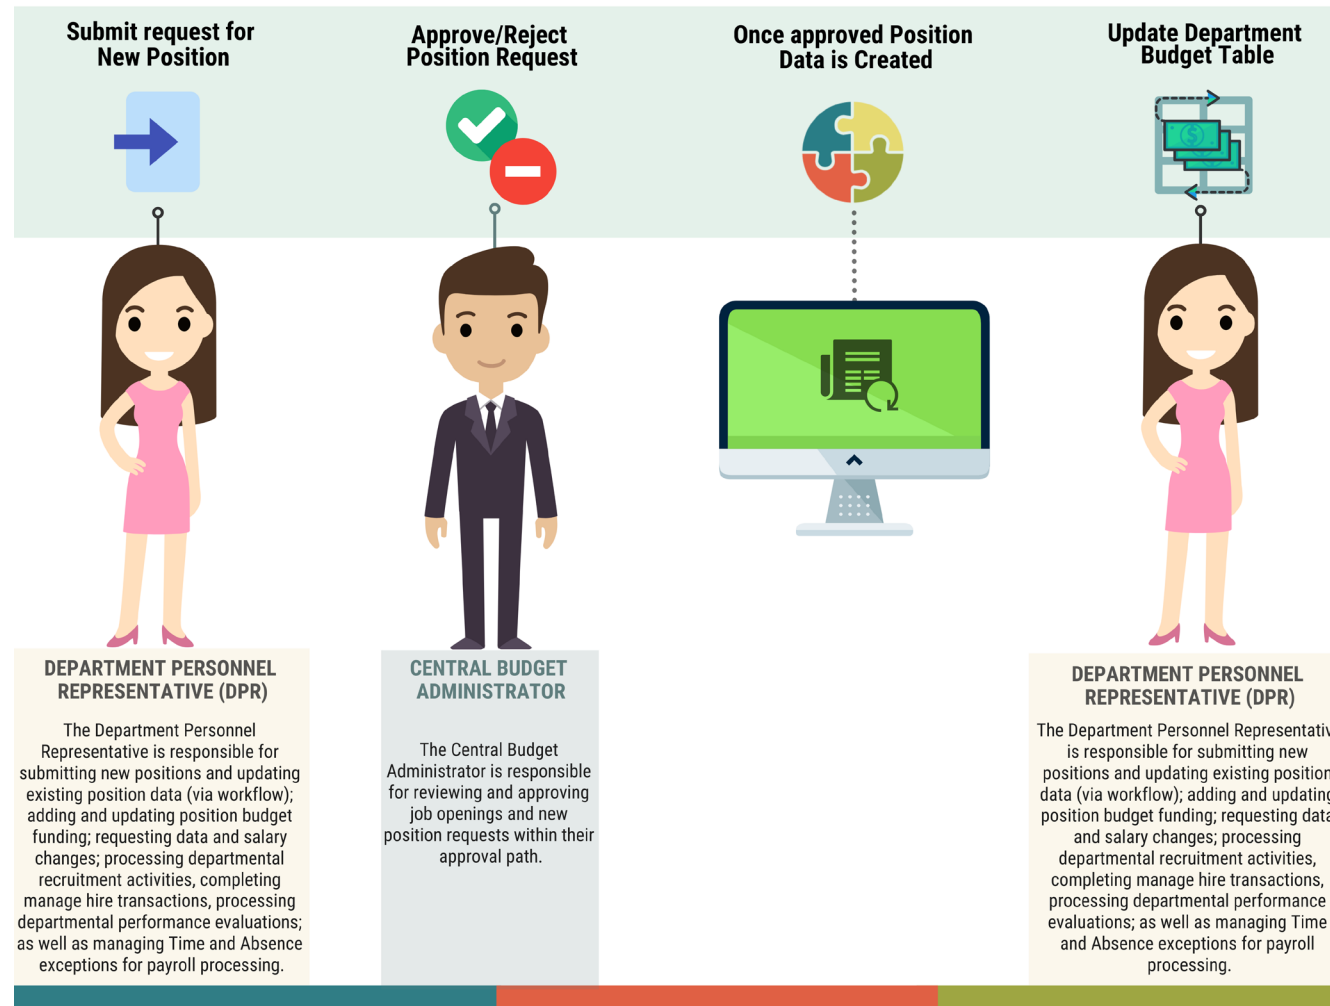 Submit request for
New Position
Approve/Reject
Position Request
Once approved Position
Data is Created
Update Department
Budget Table
DEPARTMENT PERSONNEL
REPRESENTATIVE (DPR)
The Department Personnel
Representative is responsible for
submitting new positions and updating
existing position data (via workflow);
adding and updating position budget
funding; requesting data and salary
changes; processing departmental
recruitment activities, completing
manage hire transactions, processing
departmental performance evaluations;
as well as managing Time and Absence
exceptions for payroll processing.
CENTRAL BUDGET
ADMINISTRATOR
The Central Budget
Administrator is responsible
for reviewing and approving
job openings and new
position requests within their
approval path.
DEPARTMENT PERSONNEL
REPRESENTATIVE (DPR)
The Department Personnel Representativ
is responsible for submitting new
positions and updating existing position
data (via workflow); adding and updating
position budget funding; requesting data
and salary changes; processing
departmental recruitment activities,
completing manage hire transactions,
processing departmental performance
evaluations; as well as managing Time
and Absence exceptions for payroll
processing.